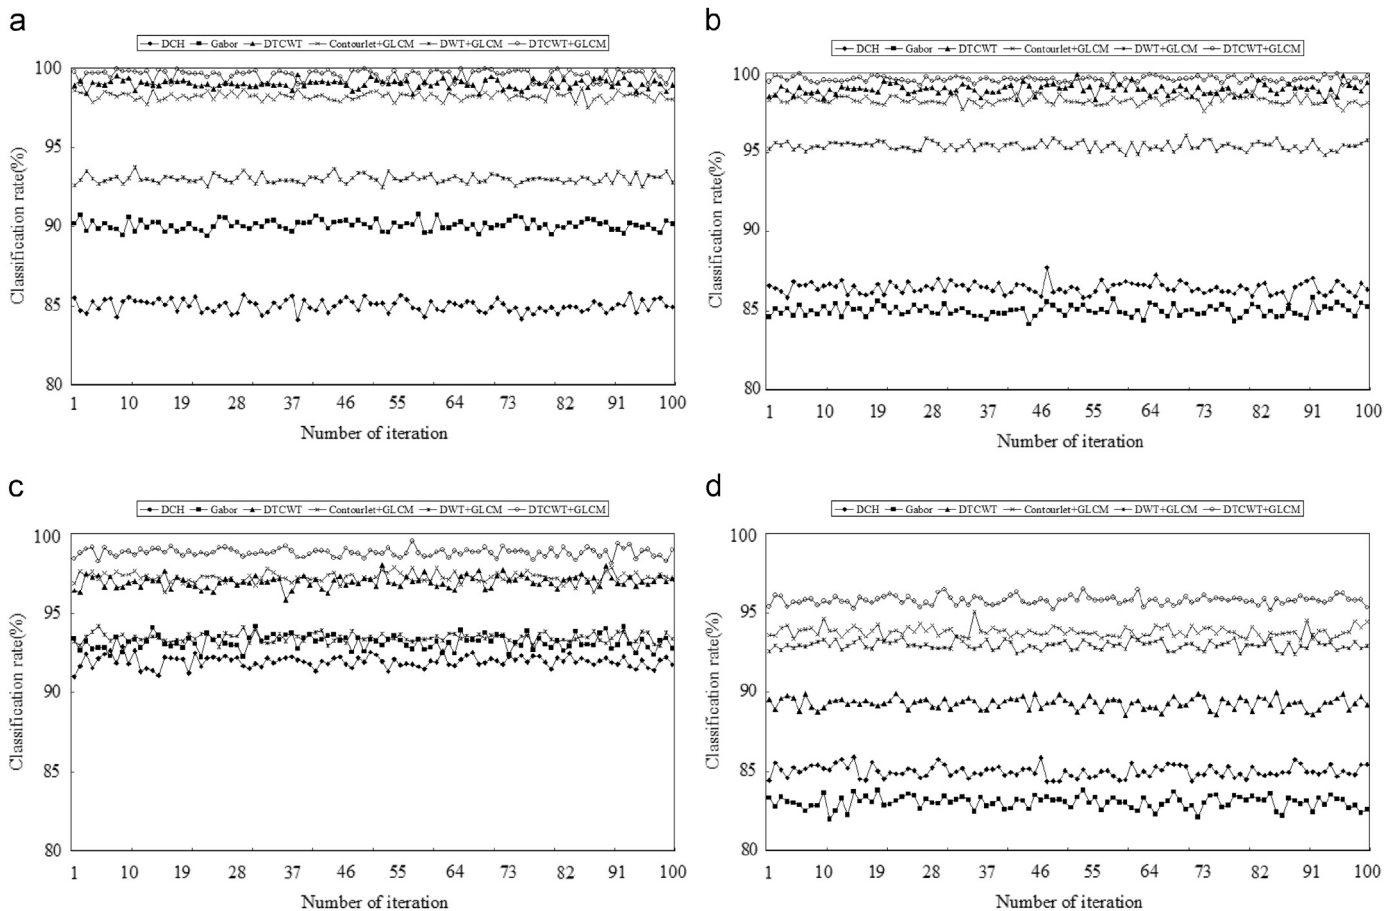 a
DCH Gabor DTCWT Contourlet+GLCM DWT+GLCM DTCWT+GLCM
100
95
90
85
80
Classification rate(%)
1 10 19 28 37 46 55 64 73 82 91 100
Number of iteration
b
DCH Gabor DTCWT Contourlet+GLCM DWT+GLCM DTCWT+GLCM
100
95
90
85
80
Classification rate(%)
1 10 19 28 37 46 55 64 73 82 91 100
Number of iteration
c
DCH Gabor DTCWT Contourlet+GLCM DWT+GLCM DTCWT+GLCM
100
95
90
85
80
Classification rate(%)
1 10 19 28 37 46 55 64 73 82 91 100
Number of iteration
d
DCH Gabor DTCWT Contourlet+GLCM DWT+GLCM DTCWT+GLCM
100
95
90
85
80
Classification rate(%)
1 10 19 28 37 46 55 64 73 82 91 100
Number of iteration